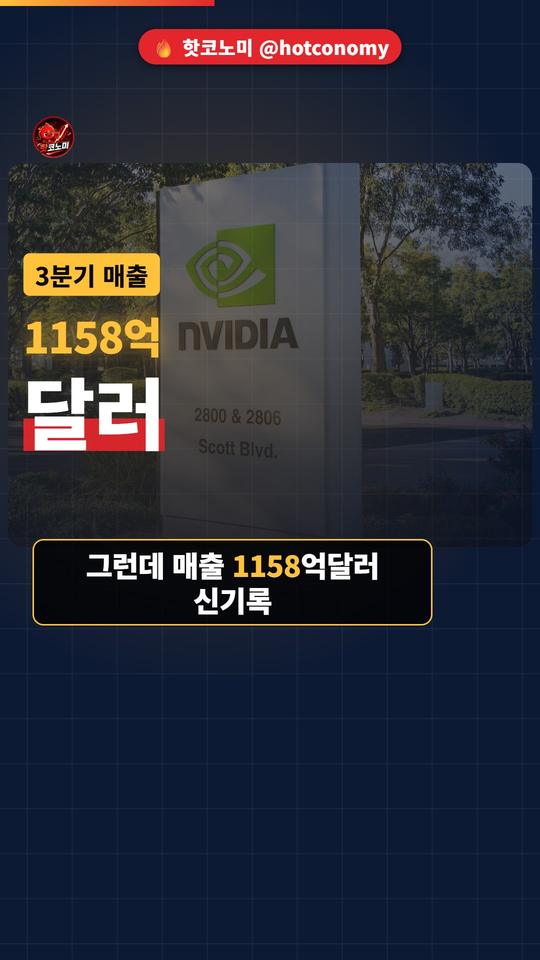 핫코노미 @hotconomy
핫코노미
3분기 매출
1158억
달러
NVIDIA
2800 & 2806
Scott Blvd.
그런데 매출 1158억달러
신기록